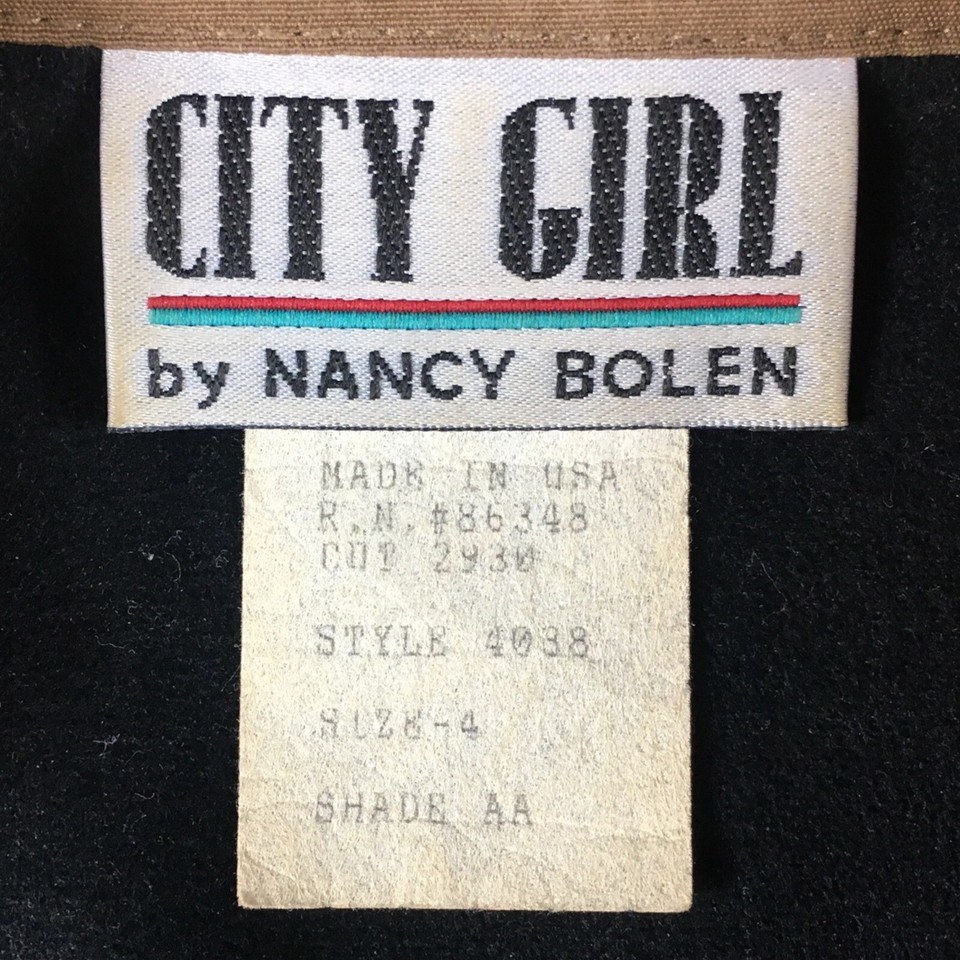 CITY GIRL
by NANCY BOLEN
MADE IN USA
R.N.#86348
CUT 2930
STYLE 4038
SIZE-4
SHADE AA